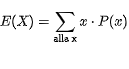 E(X) = ∑ x · P(x)
alla x